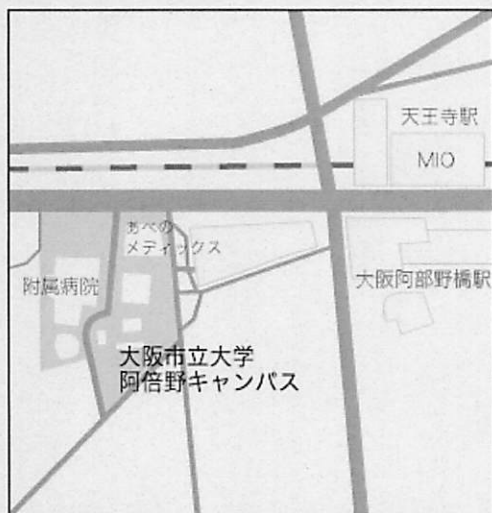 天王寺駅
MIO
あべの
メディックス
附属病院
大阪阿部野橋駅
大阪市立大学
阿倍野キャンパス